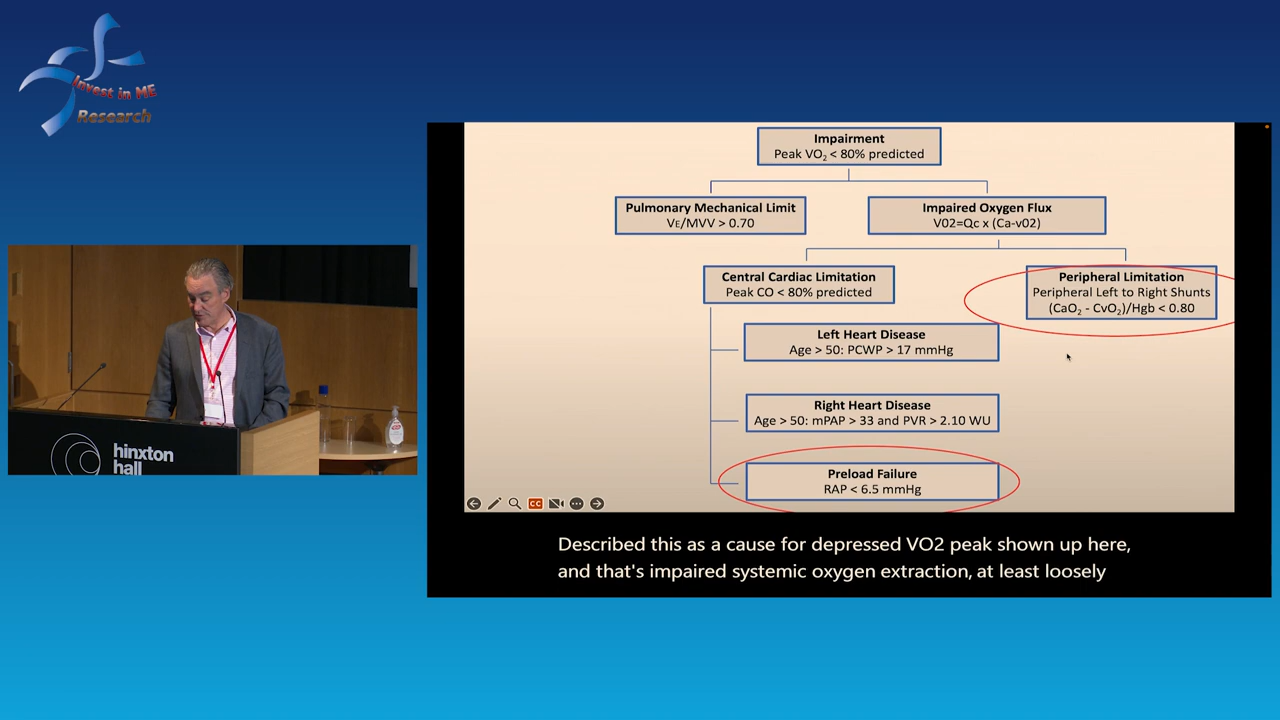 Invest in ME
Research
hinxton
hall
Impairment
Peak VO₂ < 80% predicted
Pulmonary Mechanical Limit
VE/MVV > 0.70
Impaired Oxygen Flux
V02=Qc x (Ca-v02)
Central Cardiac Limitation
Peak CO < 80% predicted
Peripheral Limitation
Peripheral Left to Right Shunts
(CaO₂ - CvO₂)/Hgb < 0.80
Left Heart Disease
Age > 50: PCWP > 17 mmHg
Right Heart Disease
Age > 50: mPAP > 33 and PVR > 2.10 WU
Preload Failure
RAP < 6.5 mmHg
CC
Described this as a cause for depressed VO2 peak shown up here,
and that's impaired systemic oxygen extraction, at least loosely